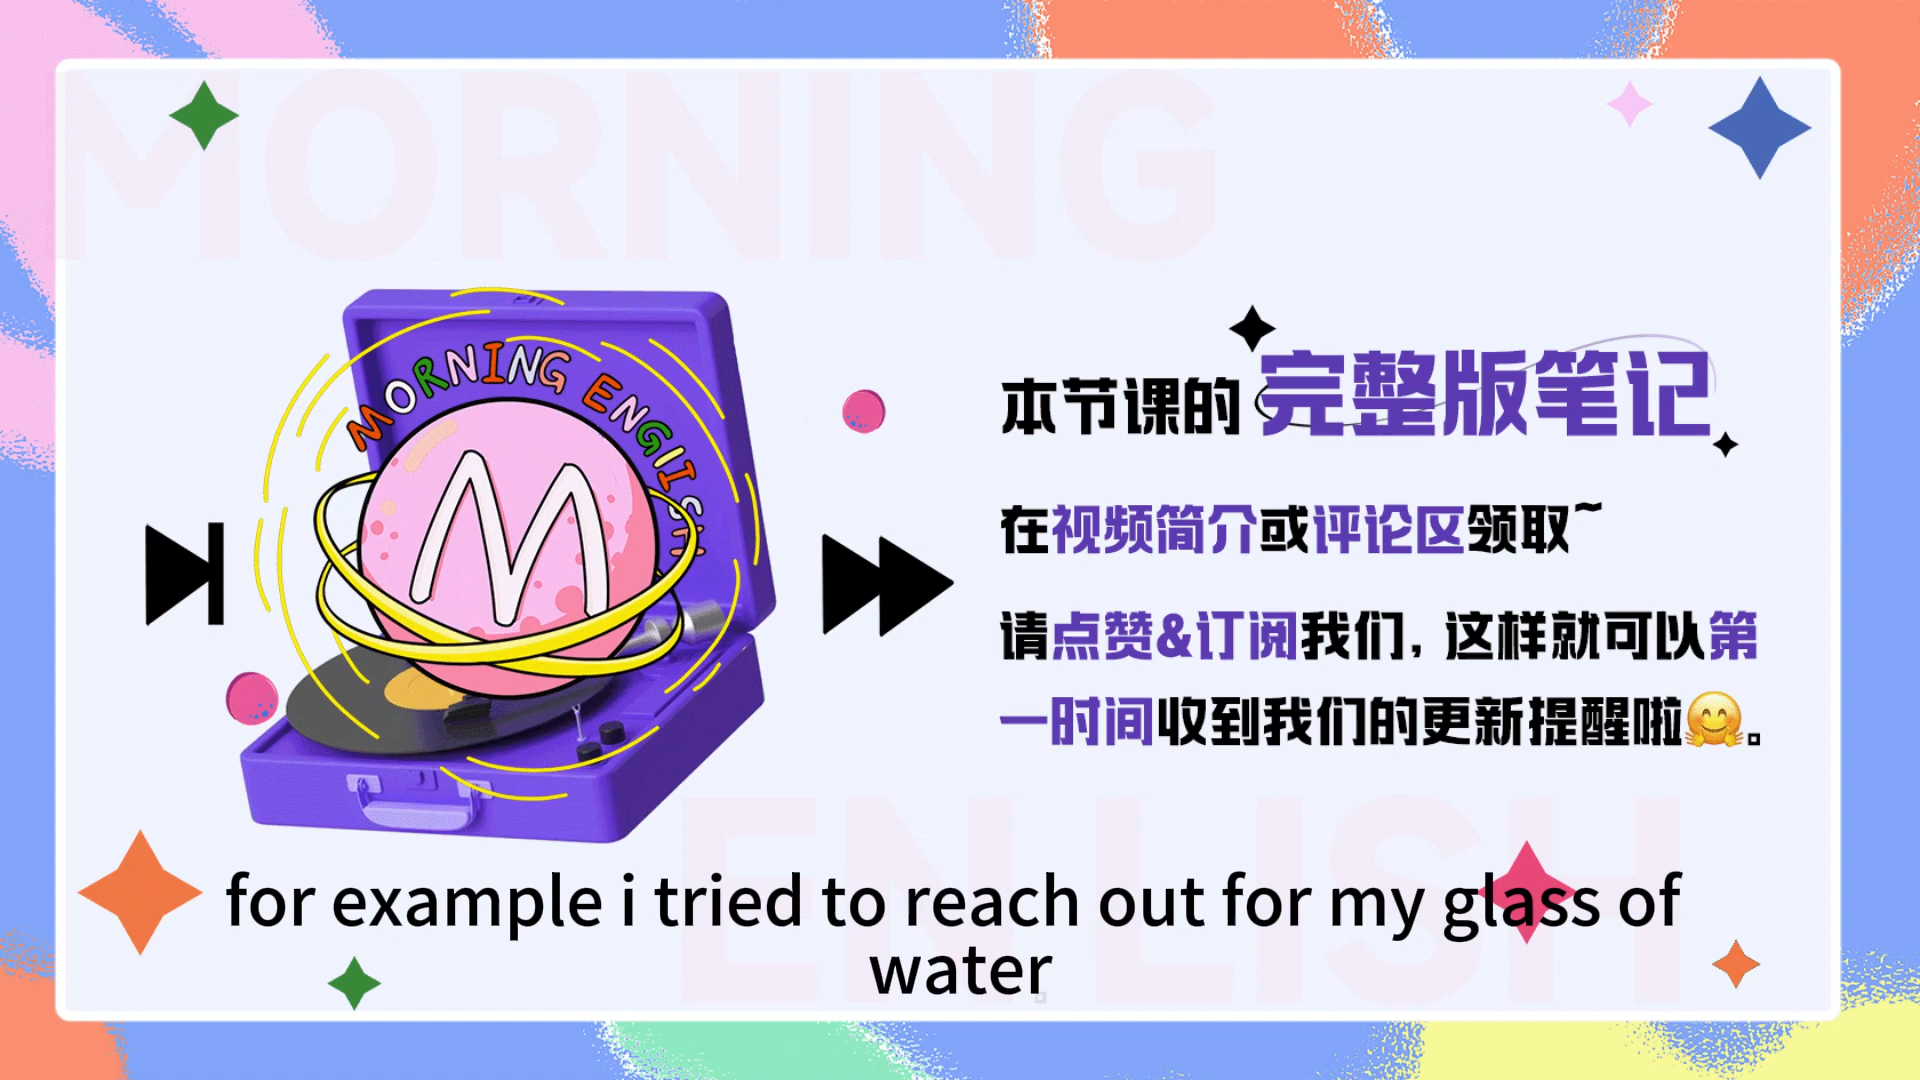 MORNING
MORNING ENGlISH
M
本节课的 完整版笔记
在视频简介或评论区领取~
请点赞&订阅我们，这样就可以第
一时间收到我们的更新提醒啦🤗。
EN LISH
for example i tried to reach out for my glass of
water